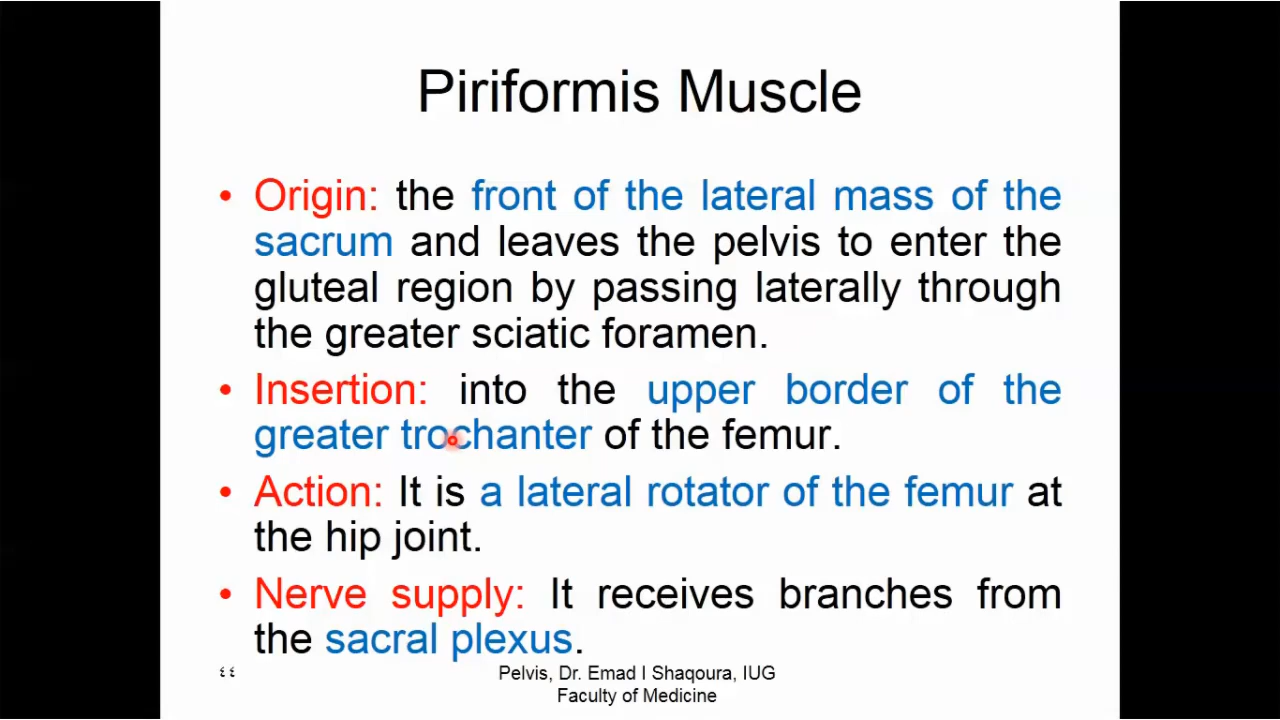 Piriformis Muscle
• Origin: the front of the lateral mass of the
sacrum and leaves the pelvis to enter the
gluteal region by passing laterally through
the greater sciatic foramen.
• Insertion: into the upper border of the
greater trochanter of the femur.
• Action: It is a lateral rotator of the femur at
the hip joint.
• Nerve supply: It receives branches from
the sacral plexus.
٤٤
Pelvis, Dr. Emad I Shaqoura, IUG
Faculty of Medicine